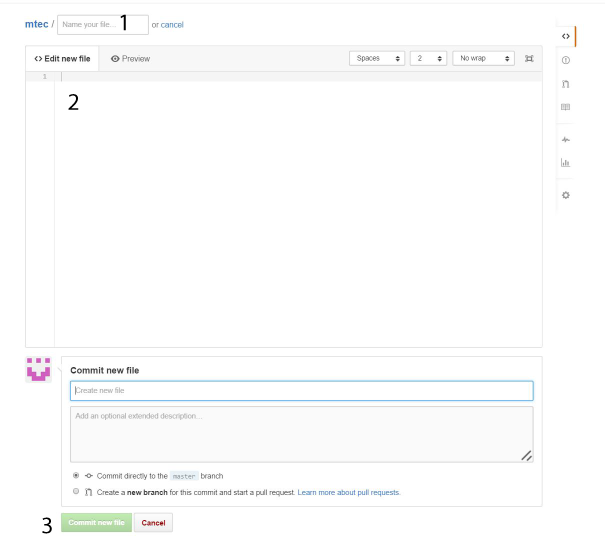 mtec / Name your file... 1 or cancel
<> Edit new file Preview Spaces 2 No wrap
1
2
Commit new file
Create new file
Add an optional extended description...
Commit directly to the master branch
Create a new branch for this commit and start a pull request. Learn more about pull requests.
3 Commit new file Cancel